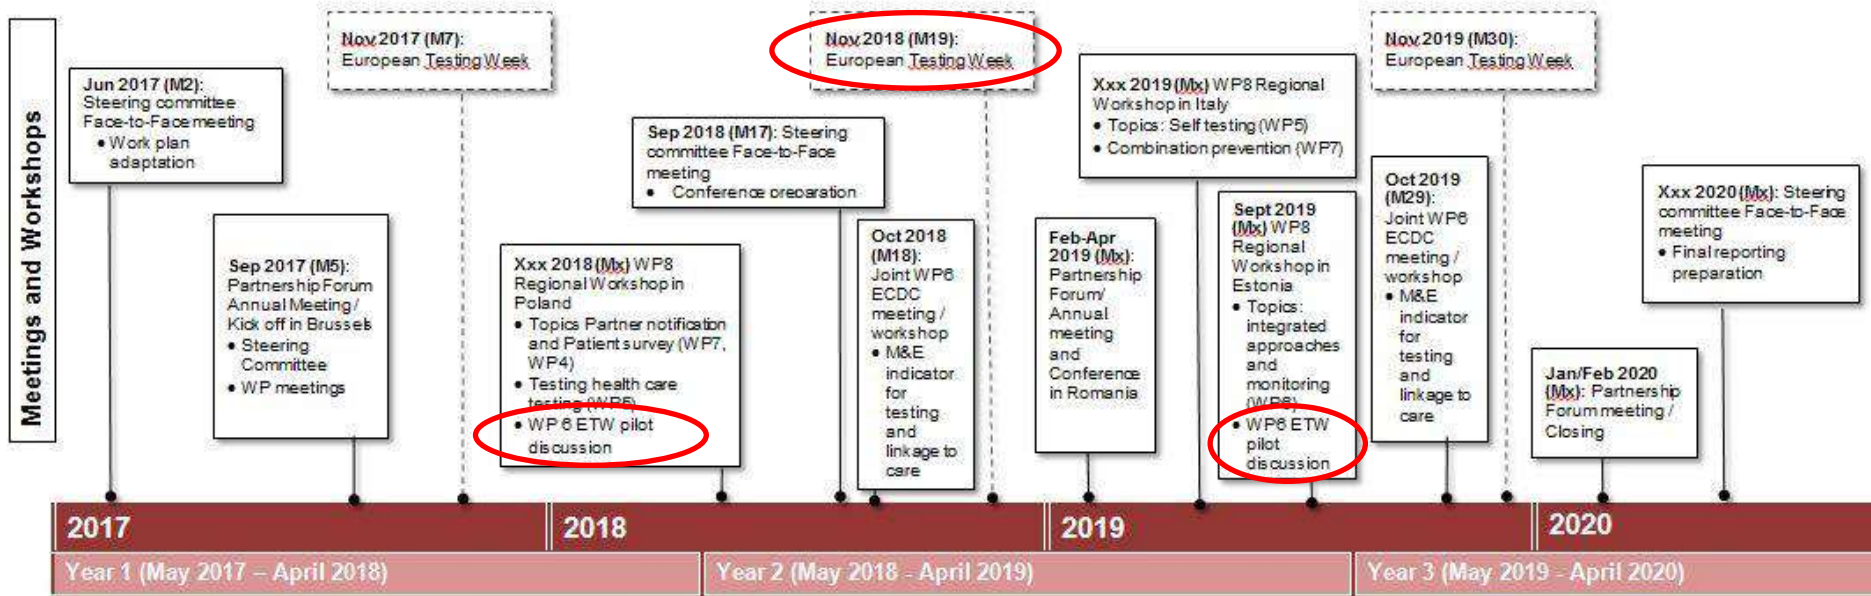 Meetings and Workshops
Jun 2017 (M2):
Steering committee
Face-to-Face meeting
• Work plan
adaptation
Sep 2017 (M5):
Partnership Forum
Annual Meeting /
Kick off in Brussels
• Steering
Committee
• WP meetings
Nov 2017 (M7):
European Testing Week
Xxx 2018 (Mx) WP8
Regional Workshop in
Poland
• Topics Partner notification
and Patient survey (WP7,
WP4)
• Testing health care
testing (WP5)
• WP 6 ETW pilot
discussion
Sep 2018 (M17): Steering
committee Face-to-Face
meeting
• Conference preparation
Oct 2018
(M18):
Joint WP6
ECDC
meeting /
workshop
• M&E
indicator
for
testing
and
linkage to
care
Nov 2018 (M19):
European Testing Week
Feb-Apr
2019 (Mx):
Partnership
Forum/
Annual
meeting
and
Conference
in Romania
Xxx 2019 (Mx) WP8 Regional
Workshop in Italy
• Topics: Self testing (WP5)
• Combination prevention (WP7)
Sept 2019
(Mx) WP8
Regional
Workshop in
Estonia
• Topics:
integrated
approaches
and
monitoring
(WP6)
• WP6 ETW
pilot
discussion
Oct 2019
(M29):
Joint WP6
ECDC
meeting /
workshop
• M&E
indicator
for
testing
and
linkage to
care
Nov 2019 (M30):
European Testing Week
Jan/Feb 2020
(Mx): Partnership
Forum meeting /
Closing
Xxx 2020 (Mx): Steering
committee Face-to-Face
meeting
• Final reporting
preparation
2017
2018
2019
2020
Year 1 (May 2017 – April 2018)
Year 2 (May 2018 - April 2019)
Year 3 (May 2019 - April 2020)